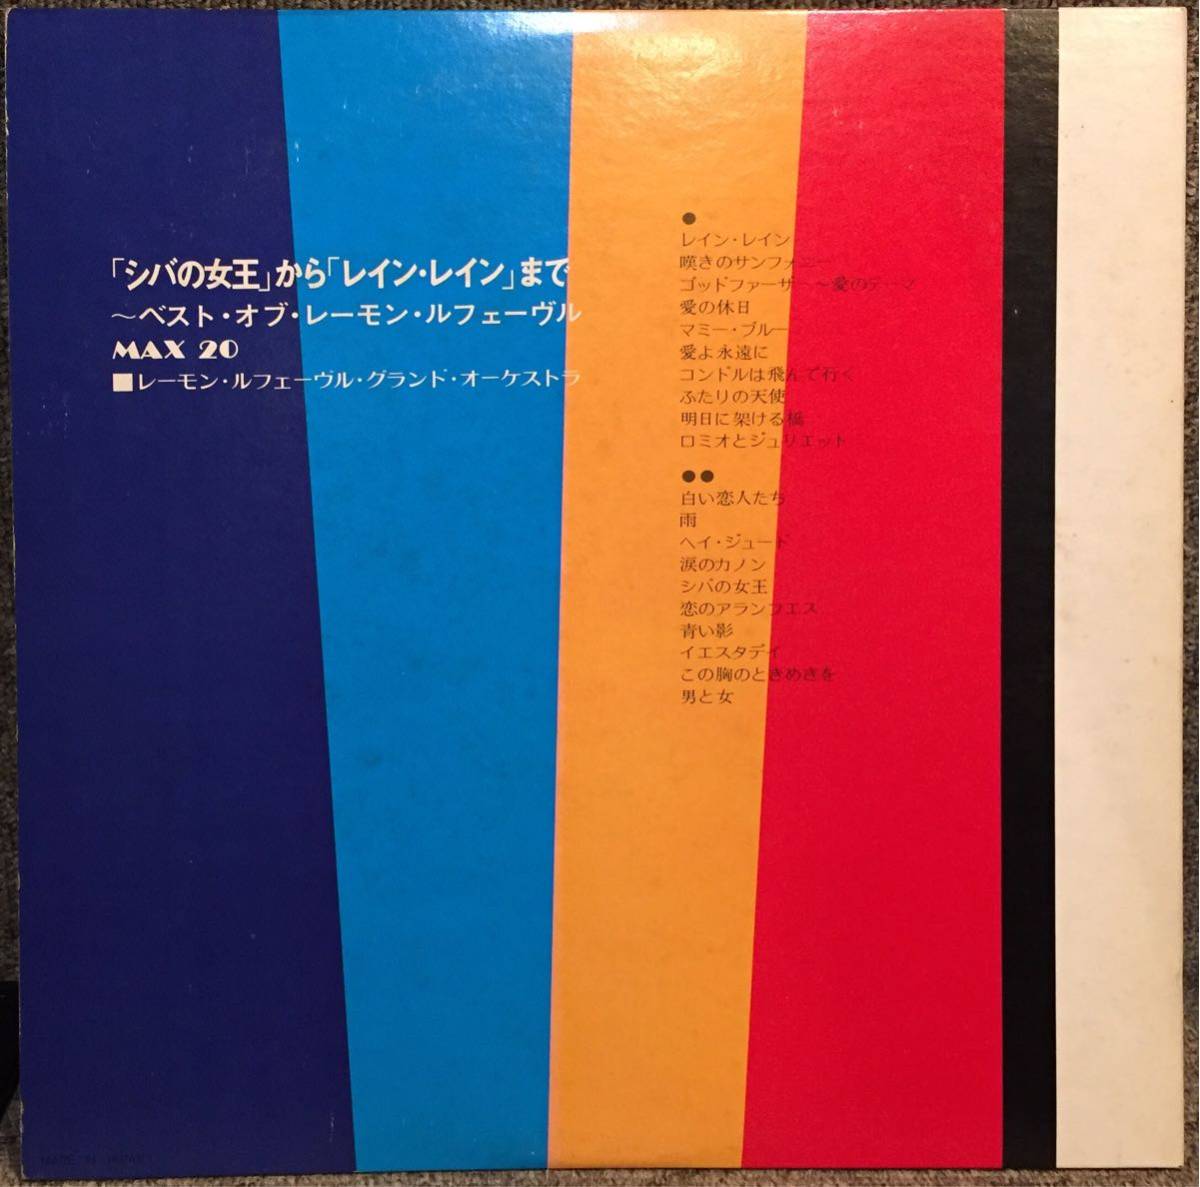 「シバの女王」から「レイン・レイン」まで
～ベスト・オブ・レーモン・ルフェーヴル
MAX 20
■レーモン・ルフェーヴル・グランド・オーケストラ
●
レイン・レイン
嘆きのサンフォニー
ゴッドファーザー～愛のテーマ
愛の休日
マミー・ブルー
愛よ永遠に
コンドルは飛んで行く
ふたりの天使
明日に架ける橋
ロミオとジュリエット
●●
白い恋人たち
雨
ヘイ・ジュード
涙のカノン
シバの女王
恋のアランフエス
青い影
イエスタデイ
この胸のときめきを
男と女
MADE IN JAPAN